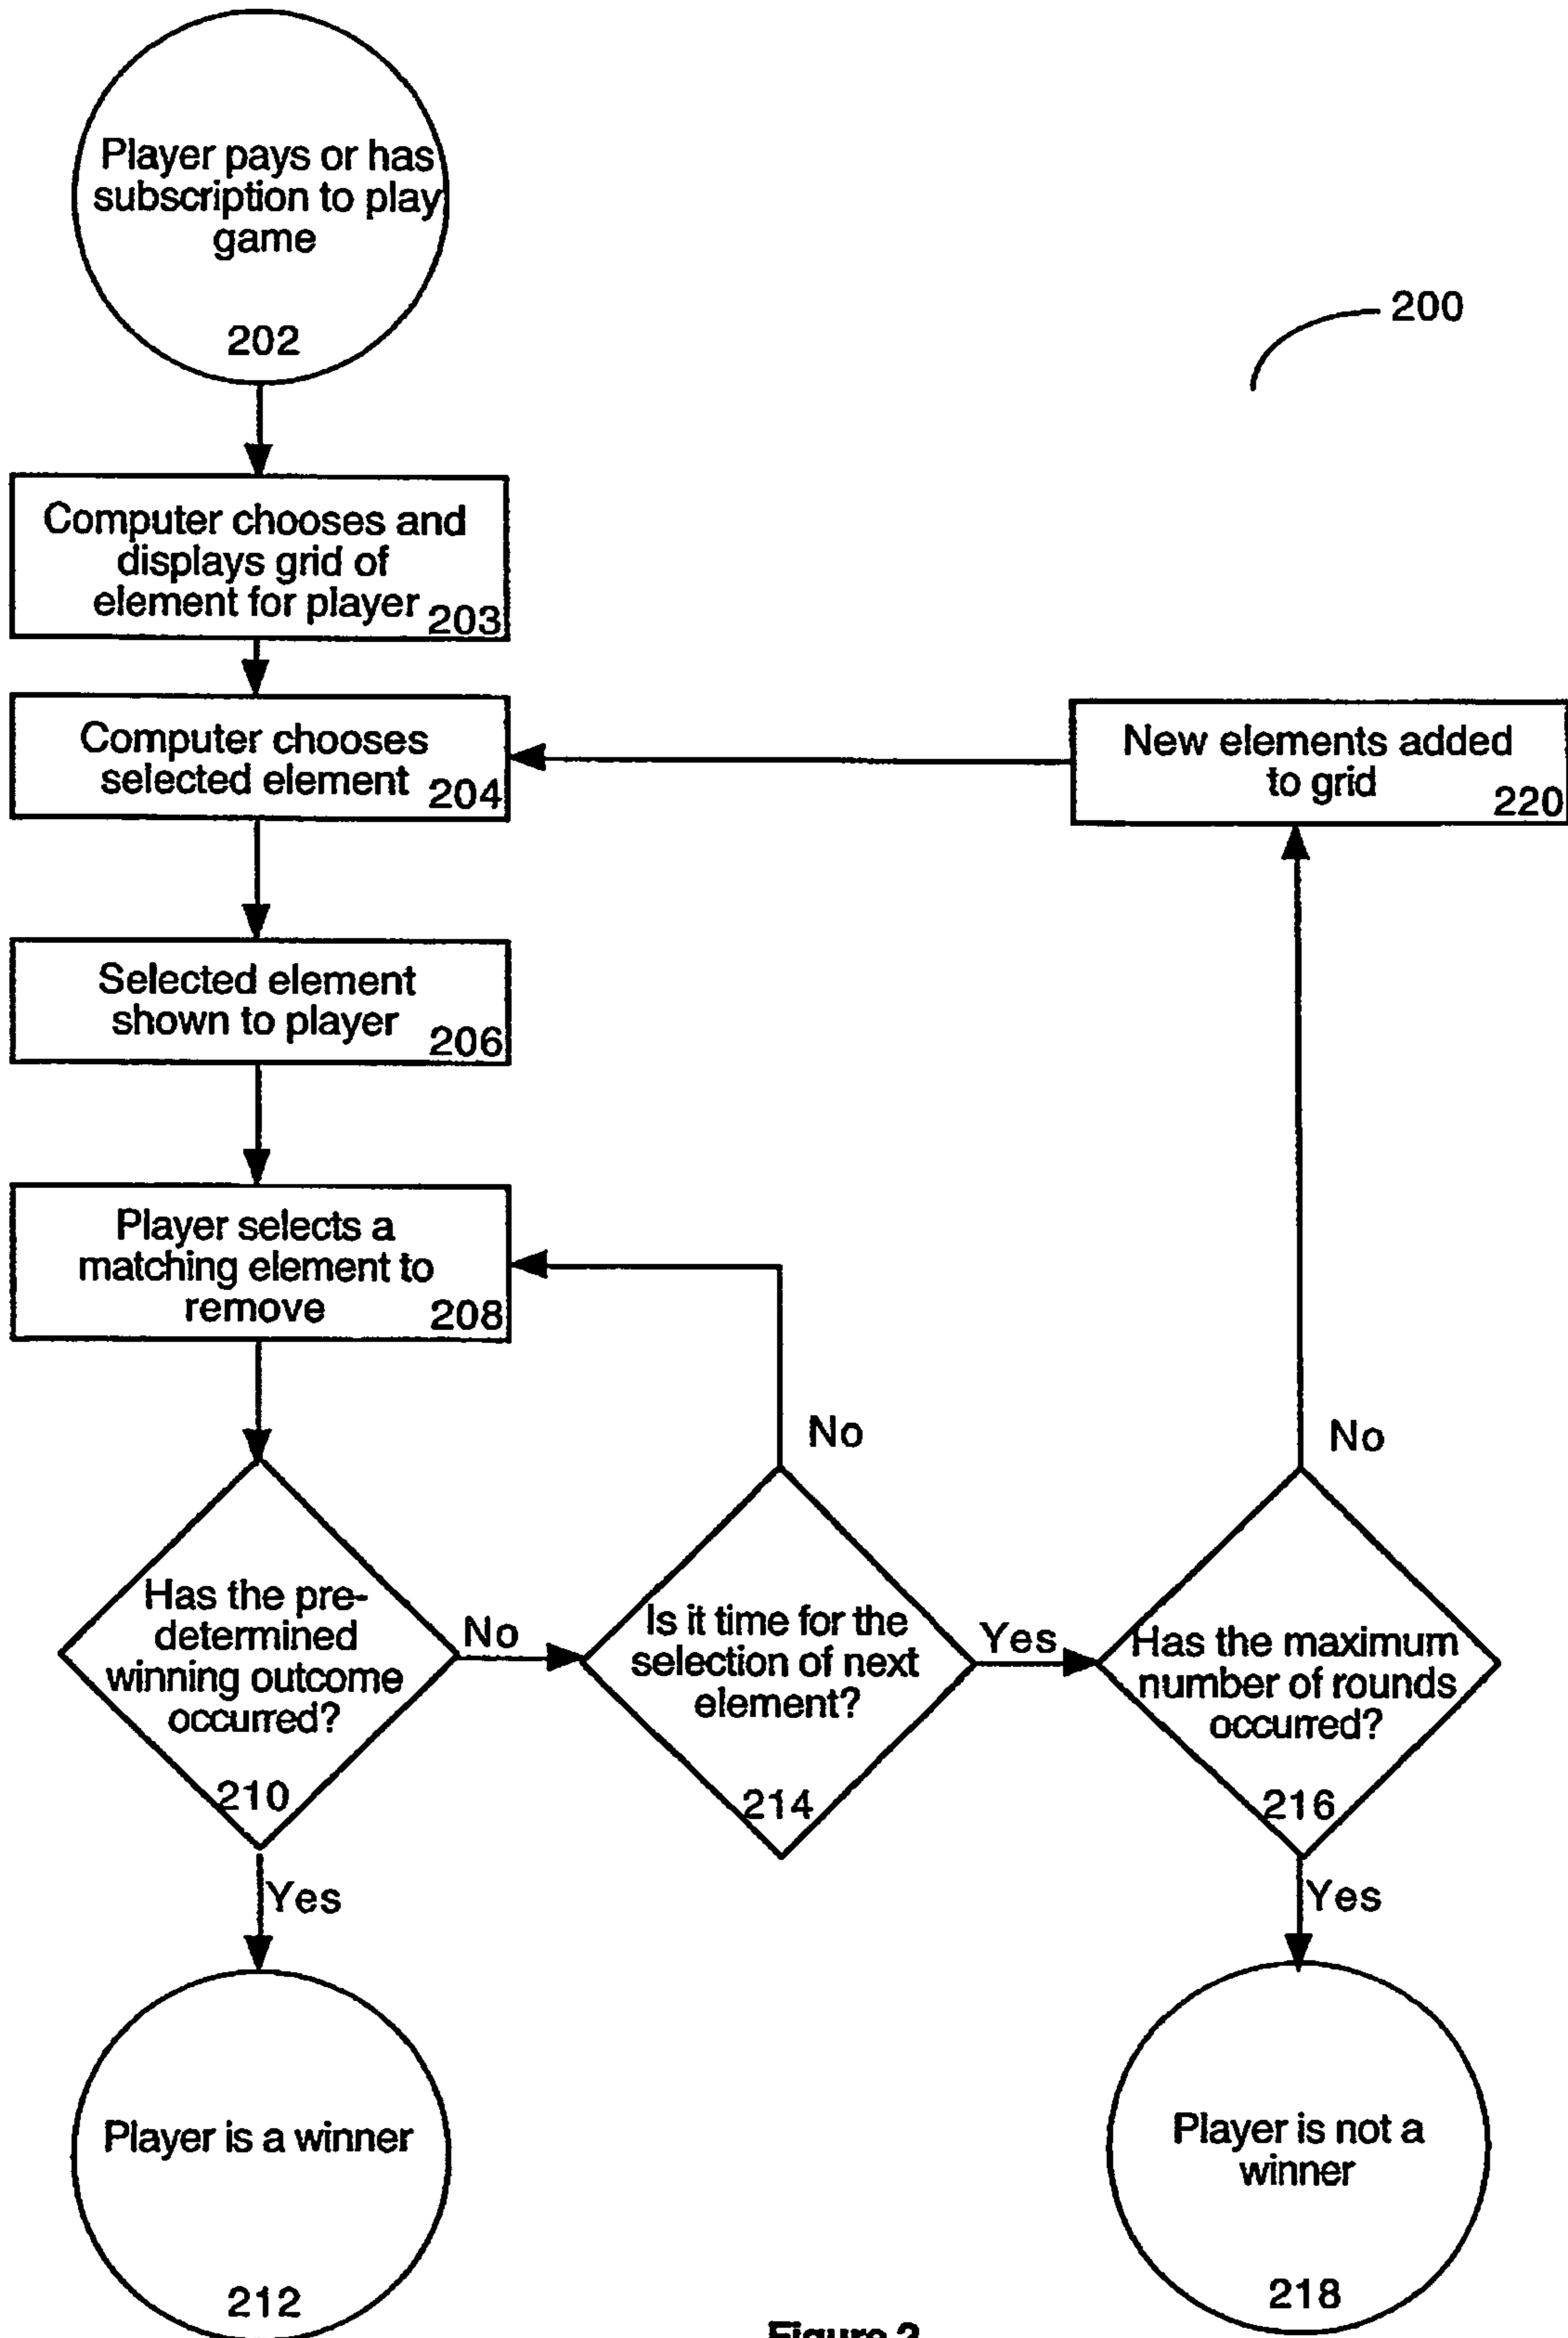 Player pays or has
subscription to play
game
202
200
Computer chooses and
displays grid of
element for player
203
Computer chooses
selected element
204
New elements added
to grid
220
Selected element
shown to player
206
Player selects a
matching element to
remove
208
No
No
Has the pre-
determined
winning outcome
occurred?
210
No
Is it time for the
selection of next
element?
214
Yes
Has the maximum
number of rounds
occurred?
216
Yes
Yes
Player is a winner
212
Player is not a
winner
218
Figure 2